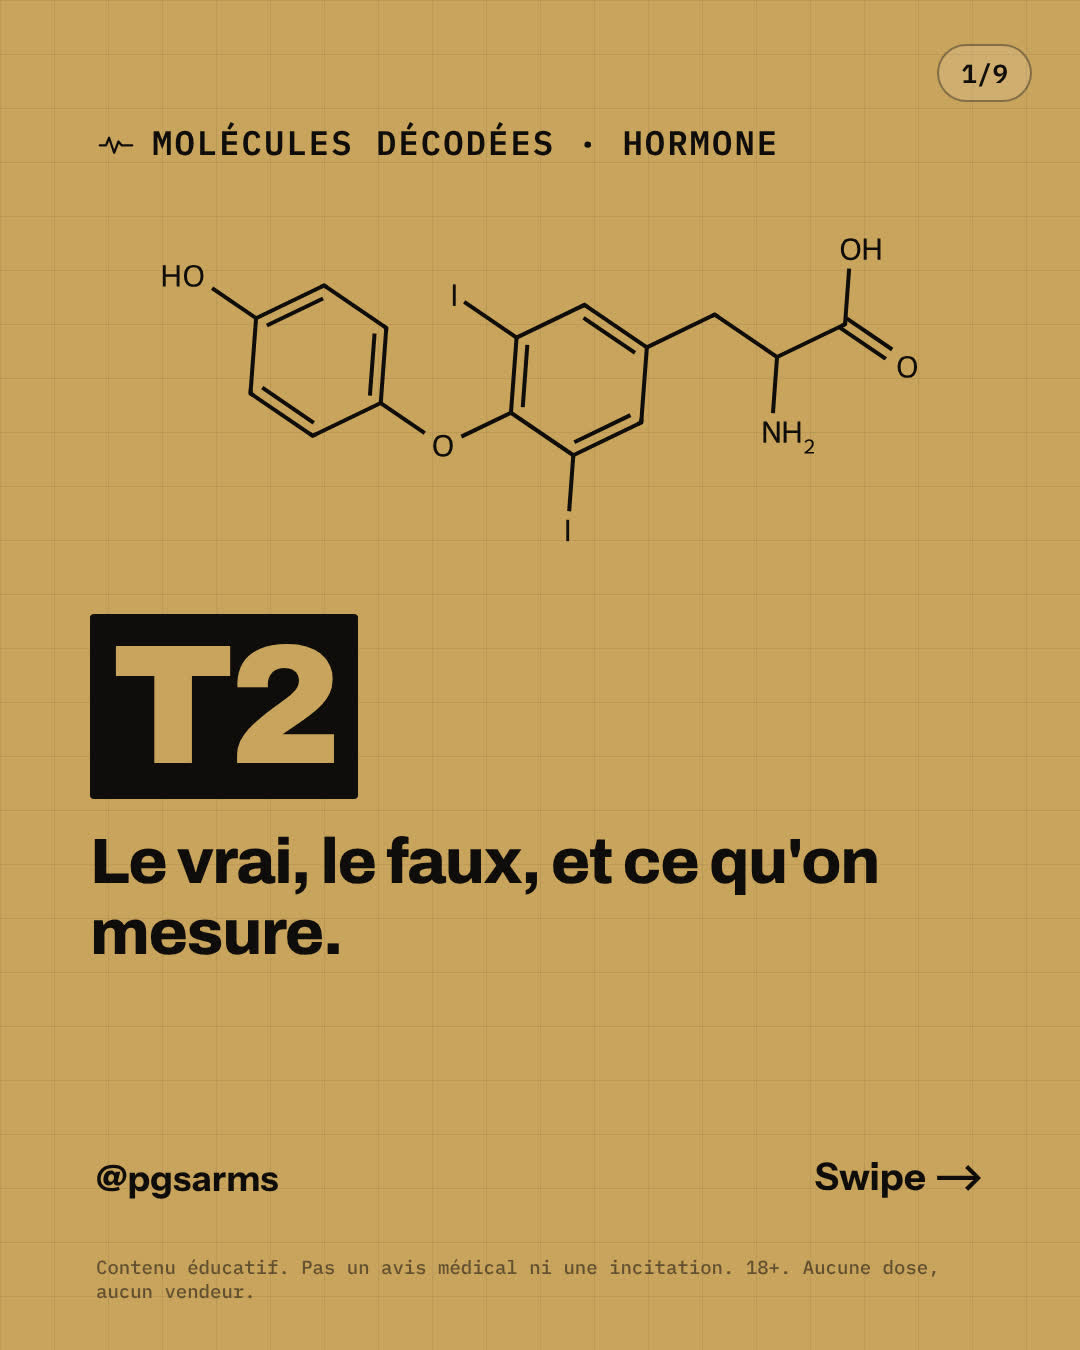 1/9
MOLÉCULES DÉCODÉES · HORMONE
OH
HO
I
O
O
NH₂
I
T2
Le vrai, le faux, et ce qu'on
mesure.
@pgsarms
Swipe →
Contenu éducatif. Pas un avis médical ni une incitation. 18+. Aucune dose,
aucun vendeur.